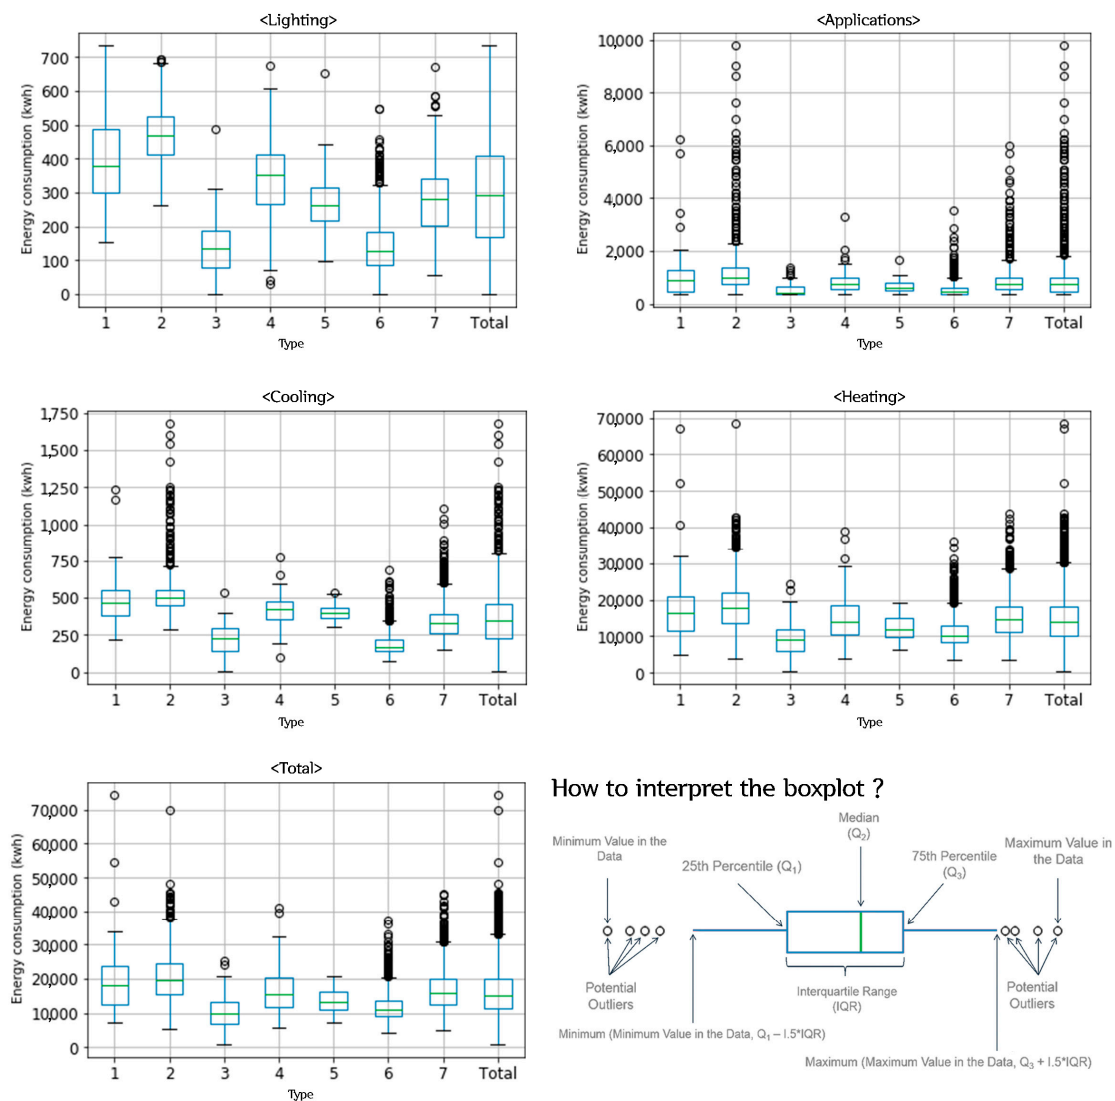 <Lighting>
Energy consumption (kwh)
700
600
500
400
300
200
100
0
1 2 3 4 5 6 7 Total
Type
<Applications>
Energy consumption (kwh)
10,000
8,000
6,000
4,000
2,000
0
1 2 3 4 5 6 7 Total
Type
<Cooling>
Energy consumption (kwh)
1,750
1,500
1,250
1,000
750
500
250
0
1 2 3 4 5 6 7 Total
Type
<Heating>
Energy consumption (kwh)
70,000
60,000
50,000
40,000
30,000
20,000
10,000
0
1 2 3 4 5 6 7 Total
Type
<Total>
Energy consumption (kwh)
70,000
60,000
50,000
40,000
30,000
20,000
10,000
0
1 2 3 4 5 6 7 Total
Type
How to interpret the boxplot ?
Median
(Q2)
Minimum Value in the
Data
Maximum Value in
the Data
25th Percentile (Q1)
75th Percentile
(Q3)
Potential
Outliers
Interquartile Range
(IQR)
Potential
Outliers
Minimum (Minimum Value in the Data, Q1 – I.5*IQR)
Maximum (Maximum Value in the Data, Q3 + I.5*IQR)